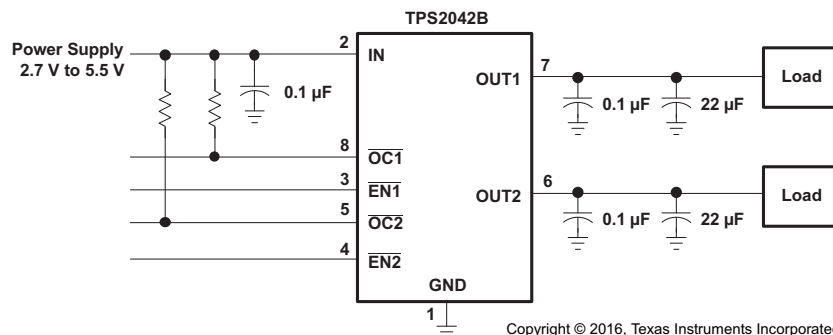 TPS2042B
Power Supply
2.7 V to 5.5 V
2
IN
0.1 µF
8
OC1
3
EN1
5
OC2
4
EN2
GND
1
OUT1
7
0.1 µF
22 µF
Load
OUT2
6
0.1 µF
22 µF
Load
Copyright © 2016, Texas Instruments Incorporated